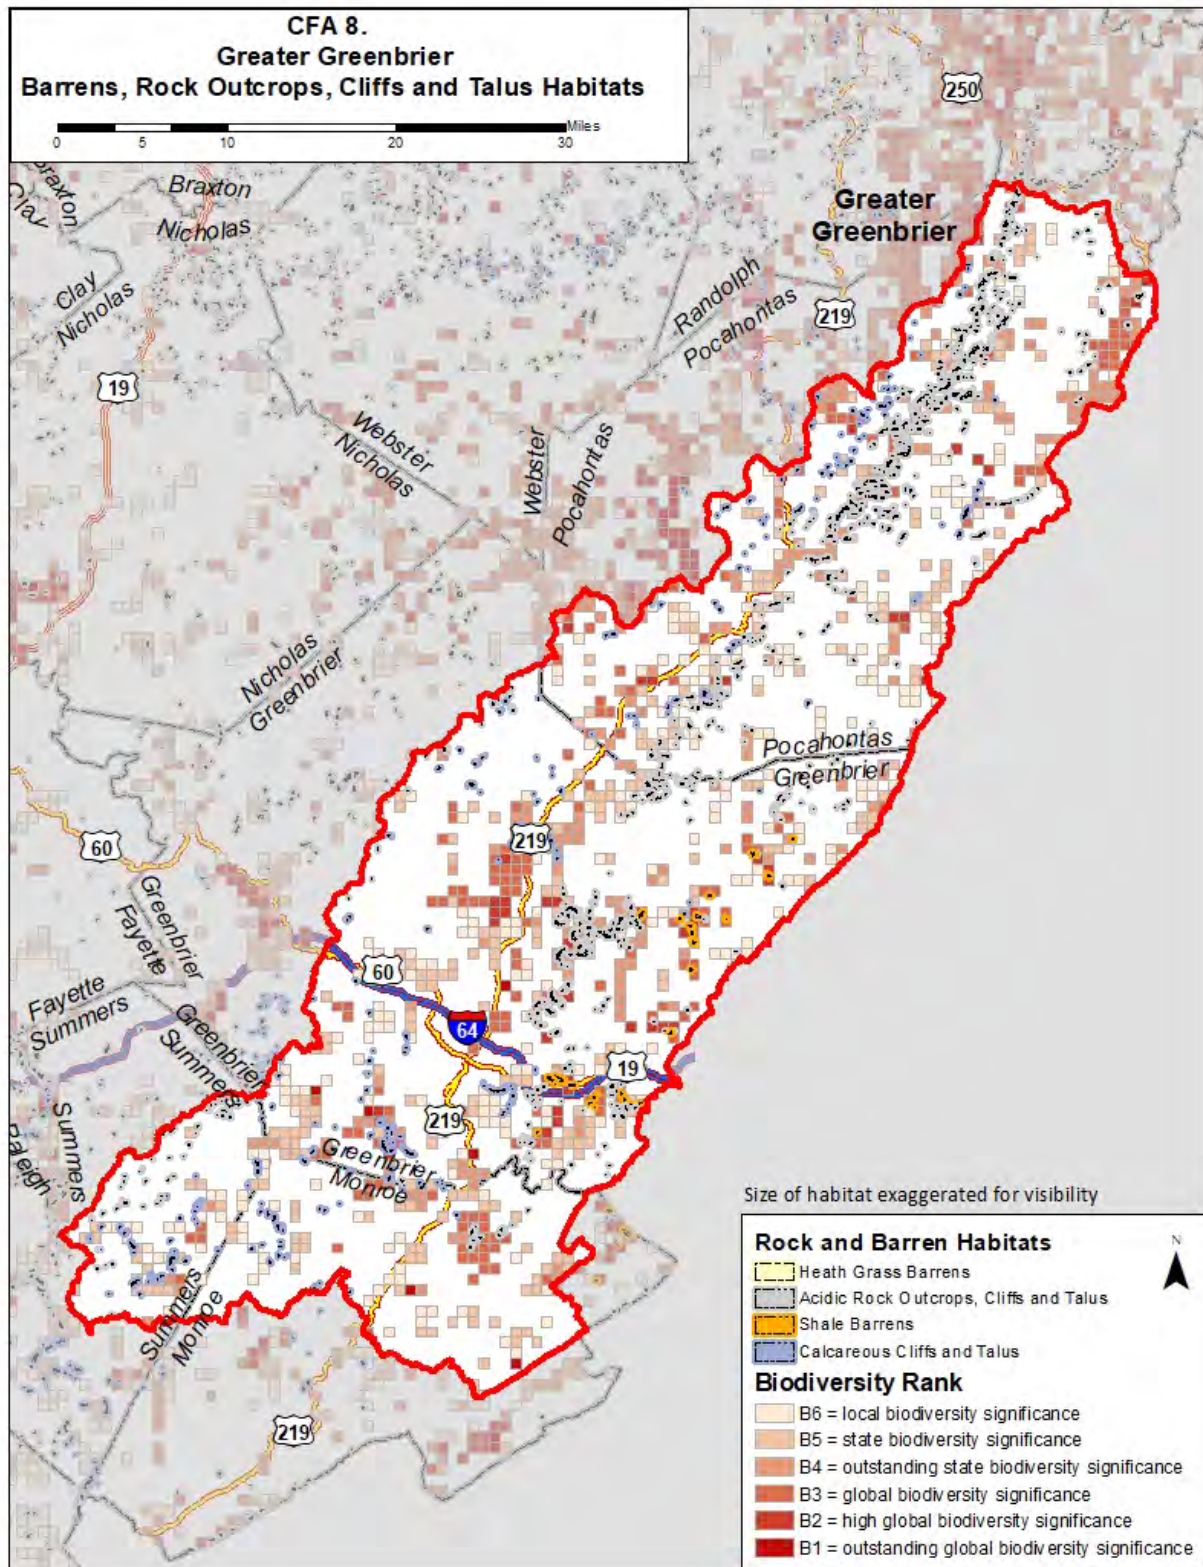 CFA 8.
Greater Greenbrier
Barrens, Rock Outcrops, Cliffs and Talus Habitats
Miles
0 5 10 20 30
250
Braxton
Clay
Braxton
Nicholas
Greater
Greenbrier
Clay
Nicholas
Randolph
Pocahontas
219
19
Webster
Nicholas
Webster
Pocahontas
Nicholas
Greenbrier
Pocahontas
Greenbrier
219
60
Greenbrier
Fayette
60
Fayette
Summers
64
Greenbrier
Summers
19
219
Summers
Raleigh
Greenbrier
Monroe
Summers
Monroe
219
Size of habitat exaggerated for visibility
Rock and Barren Habitats
N
Heath Grass Barrens
Acidic Rock Outcrops, Cliffs and Talus
Shale Barrens
Calcareous Cliffs and Talus
Biodiversity Rank
B6 = local biodiversity significance
B5 = state biodiversity significance
B4 = outstanding state biodiversity significance
B3 = global biodiversity significance
B2 = high global biodiversity significance
B1 = outstanding global biodiversity significance